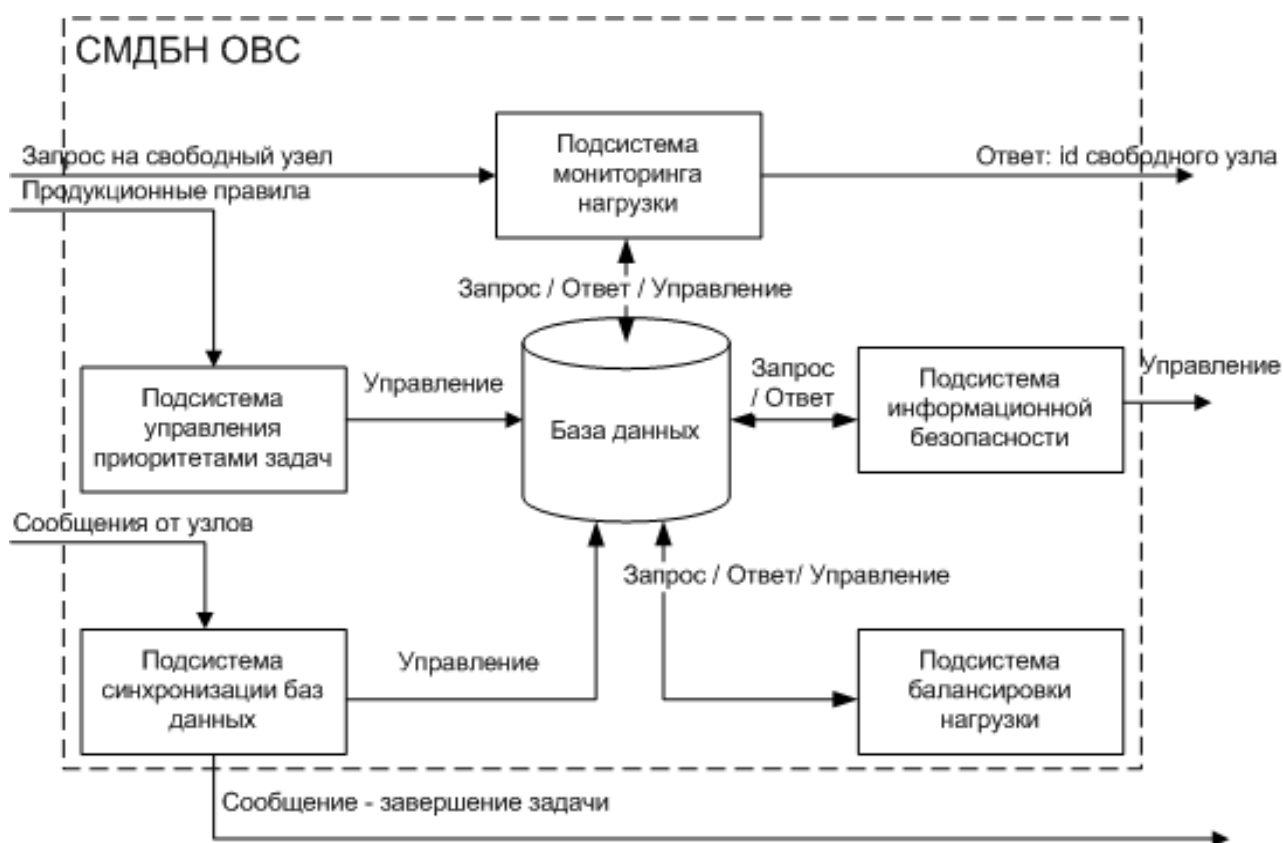 СМДБН ОВС
Запрос на свободный узел
Продукционные правила
Подсистема
мониторинга
нагрузки
Ответ: id свободного узла
Запрос / Ответ / Управление
Подсистема
управления
приоритетами задач
Управление
База данных
Запрос
/ Ответ
Подсистема
информационной
безопасности
Управление
Сообщения от узлов
Запрос / Ответ/ Управление
Подсистема
синхронизации баз
данных
Управление
Подсистема
балансировки
нагрузки
Сообщение - завершение задачи